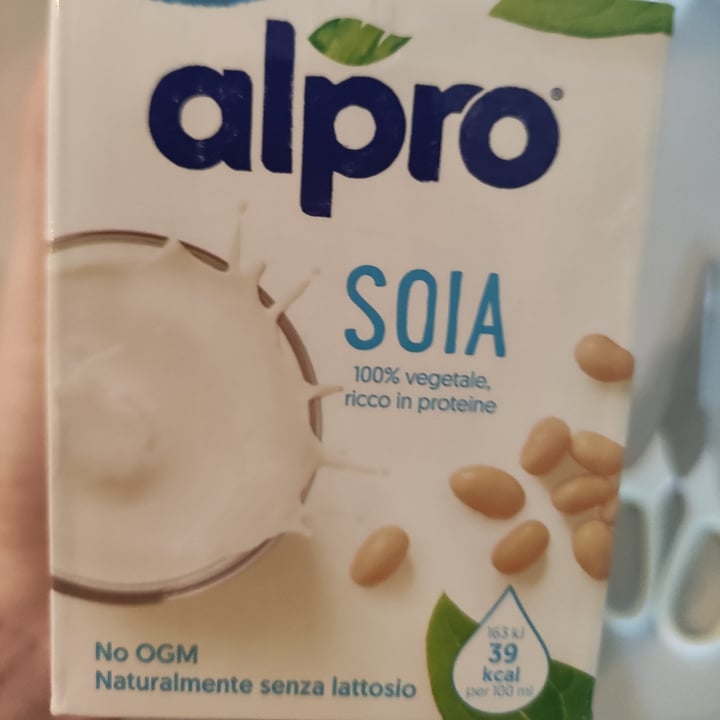 alpro®
SOIA
100% vegetale,
ricco in proteine
163 kJ
39
kcal
per 100 ml
No OGM
Naturalmente senza lattosio